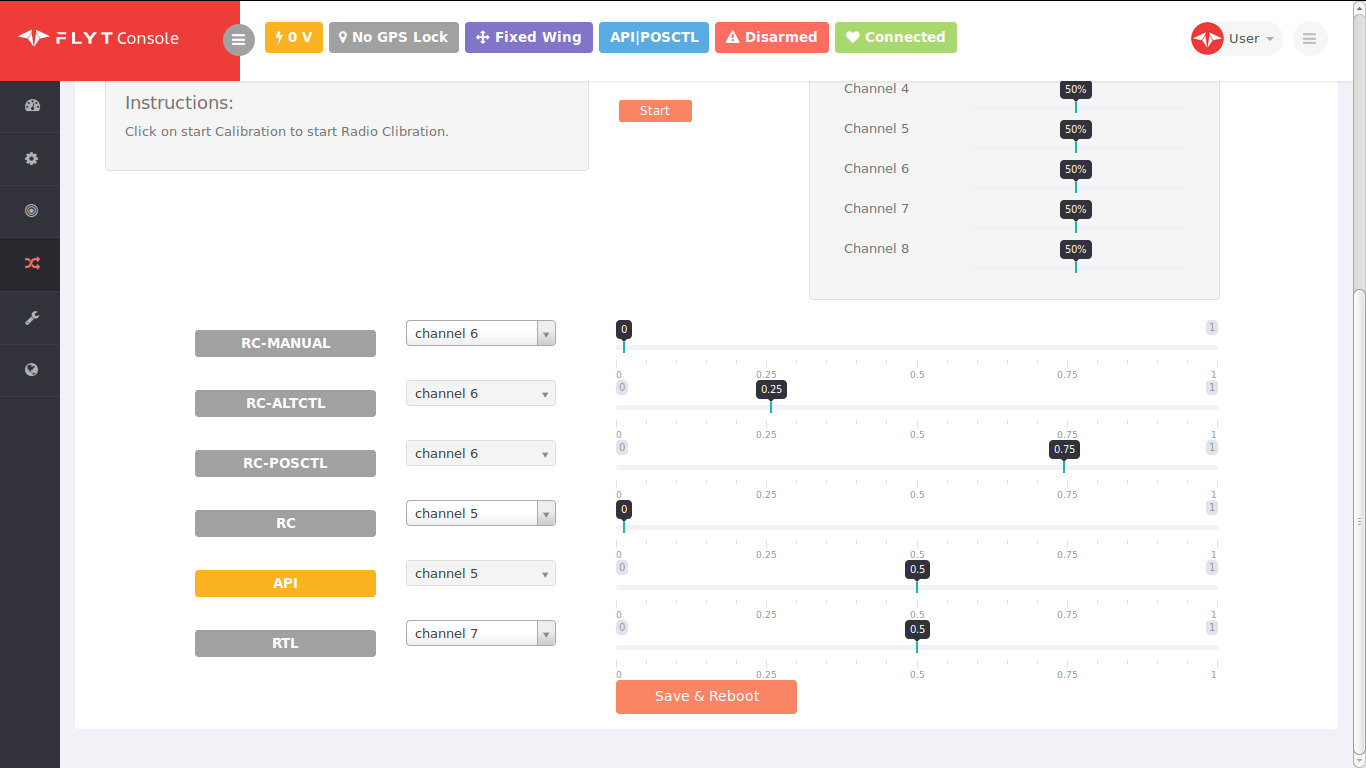 FLYT Console
0 V
No GPS Lock
Fixed Wing
API|POSCTL
Disarmed
Connected
User
Instructions:
Click on start Calibration to start Radio Clibration.
Start
Channel 4
50%
Channel 5
50%
Channel 6
50%
Channel 7
50%
Channel 8
50%
RC-MANUAL
channel 6
0
1
0 0.25 0.5 0.75 1
RC-ALTCTL
channel 6
0
0.25
1
0 0.25 0.5 0.75 1
RC-POSCTL
channel 6
0
0.75
1
0 0.25 0.5 0.75 1
RC
channel 5
0
1
0 0.25 0.5 0.75 1
API
channel 5
0
0.5
1
0 0.25 0.5 0.75 1
RTL
channel 7
0
0.5
1
0 0.25 0.5 0.75 1
Save & Reboot